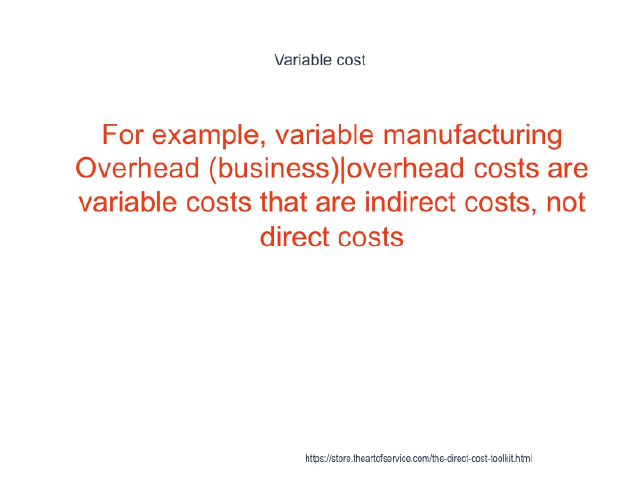 Variable cost
For example, variable manufacturing
Overhead (business)|overhead costs are
variable costs that are indirect costs, not
direct costs
https://store.theartofservice.com/the-direct-cost-toolkit.html